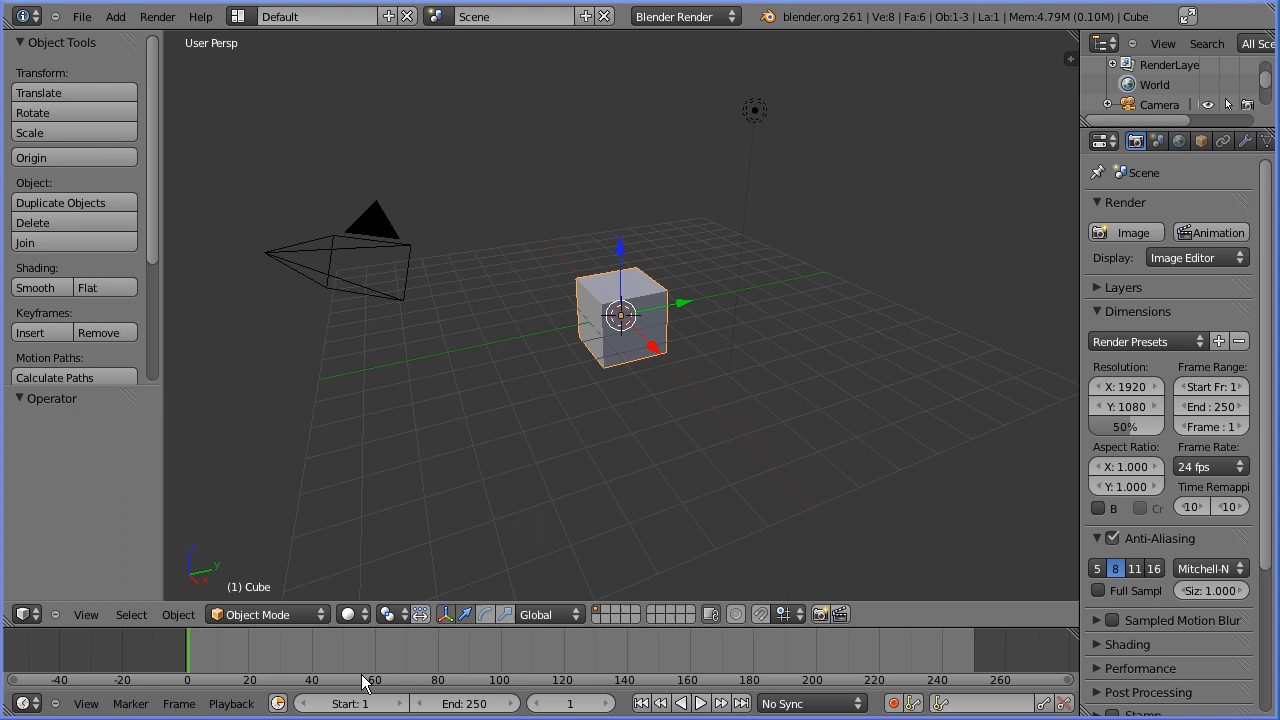 File Add Render Help Default Scene Blender Render blender.org 261 | Ve:8 | Fa:6 | Ob:1-3 | La:1 | Mem:4.79M (0.10M) | Cube
Object Tools
Transform:
Translate
Rotate
Scale
Origin
Object:
Duplicate Objects
Delete
Join
Shading:
Smooth Flat
Keyframes:
Insert Remove
Motion Paths:
Calculate Paths
Operator
User Persp
z
y
x
(1) Cube
View Search All Sce
RenderLaye
World
Camera
Scene
Render
Image Animation
Display: Image Editor
Layers
Dimensions
Render Presets
Resolution: Frame Range:
X: 1920 Start Fr: 1
Y: 1080 End : 250
50% Frame : 1
Aspect Ratio: Frame Rate:
X: 1.000 24 fps
Y: 1.000 Time Remappi
B Cr 10 10
Anti-Aliasing
5 8 11 16 Mitchell-N
Full Sampl Siz: 1.000
Sampled Motion Blur
Shading
Performance
Post Processing
Stamp
View Select Object Object Mode Global
-40 -20 0 20 40 60 80 100 120 140 160 180 200 220 240 260
View Marker Frame Playback Start: 1 End: 250 1 No Sync